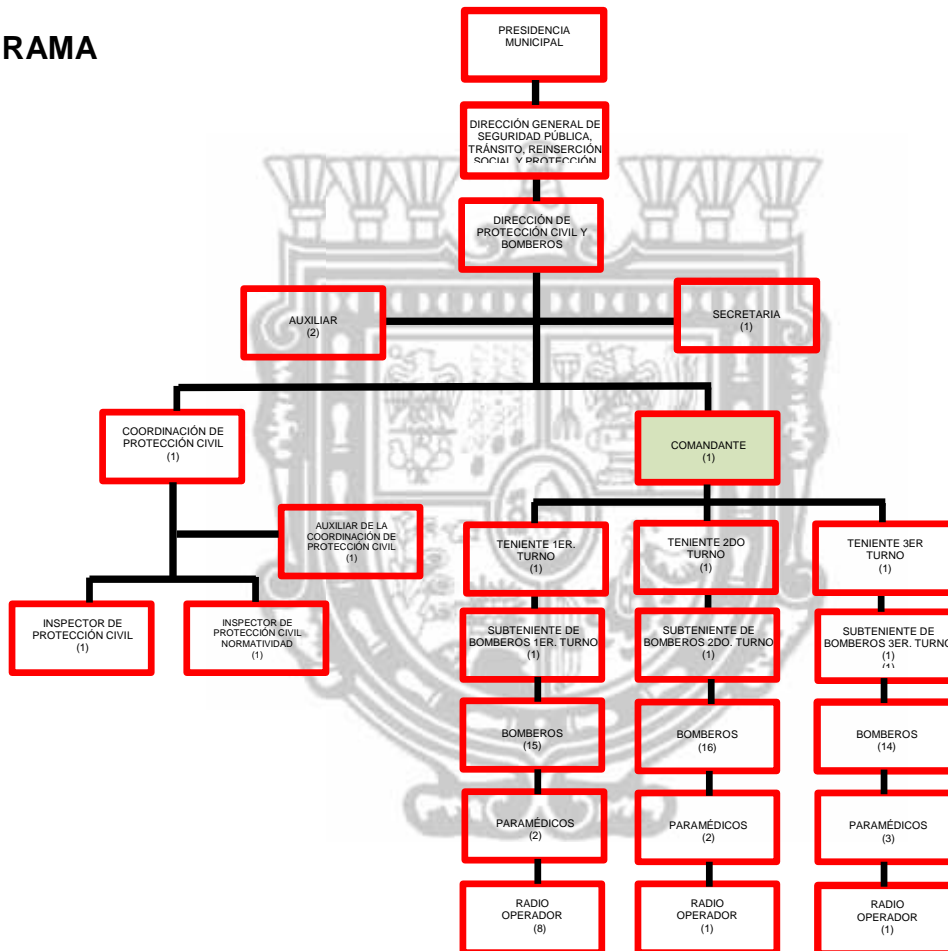 RAMA
PRESIDENCIA
MUNICIPAL
DIRECCIÓN GENERAL DE
SEGURIDAD PÚBLICA,
TRÁNSITO, REINSERCIÓN
SOCIAL Y PROTECCIÓN
DIRECCIÓN DE
PROTECCIÓN CIVIL Y
BOMBEROS
AUXILIAR
(2)
SECRETARIA
(1)
COORDINACIÓN DE
PROTECCIÓN CIVIL
(1)
COMANDANTE
(1)
AUXILIAR DE LA
COORDINACIÓN DE
PROTECCIÓN CIVIL
(1)
INSPECTOR DE
PROTECCIÓN CIVIL
(1)
INSPECTOR DE
PROTECCIÓN CIVIL
NORMATIVIDAD
(1)
TENIENTE 1ER.
TURNO
(1)
TENIENTE 2DO
TURNO
(1)
TENIENTE 3ER
TURNO
(1)
SUBTENIENTE DE
BOMBEROS 1ER. TURNO
(1)
SUBTENIENTE DE
BOMBEROS 2DO. TURNO
(1)
SUBTENIENTE DE
BOMBEROS 3ER. TURNO
(1)
(1)
BOMBEROS
(15)
BOMBEROS
(16)
BOMBEROS
(14)
PARAMÉDICOS
(2)
PARAMÉDICOS
(2)
PARAMÉDICOS
(3)
RADIO
OPERADOR
(8)
RADIO
OPERADOR
(1)
RADIO
OPERADOR
(1)